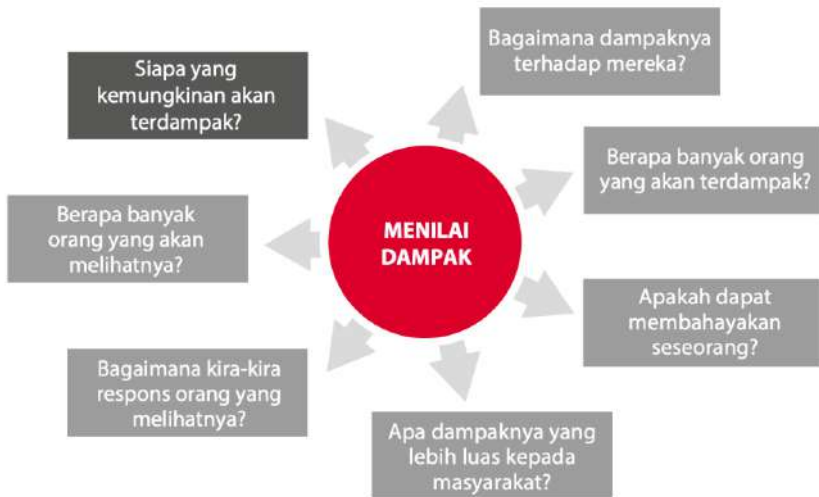 Siapa yang
kemungkinan akan
terdampak?
Bagaimana dampaknya
terhadap mereka?
Berapa banyak orang
yang akan terdampak?
Apakah dapat
membahayakan
seseorang?
Apa dampaknya yang
lebih luas kepada
masyarakat?
Bagaimana kira-kira
respons orang yang
melihatnya?
Berapa banyak
orang yang akan
melihatnya?
MENILAI
DAMPAK